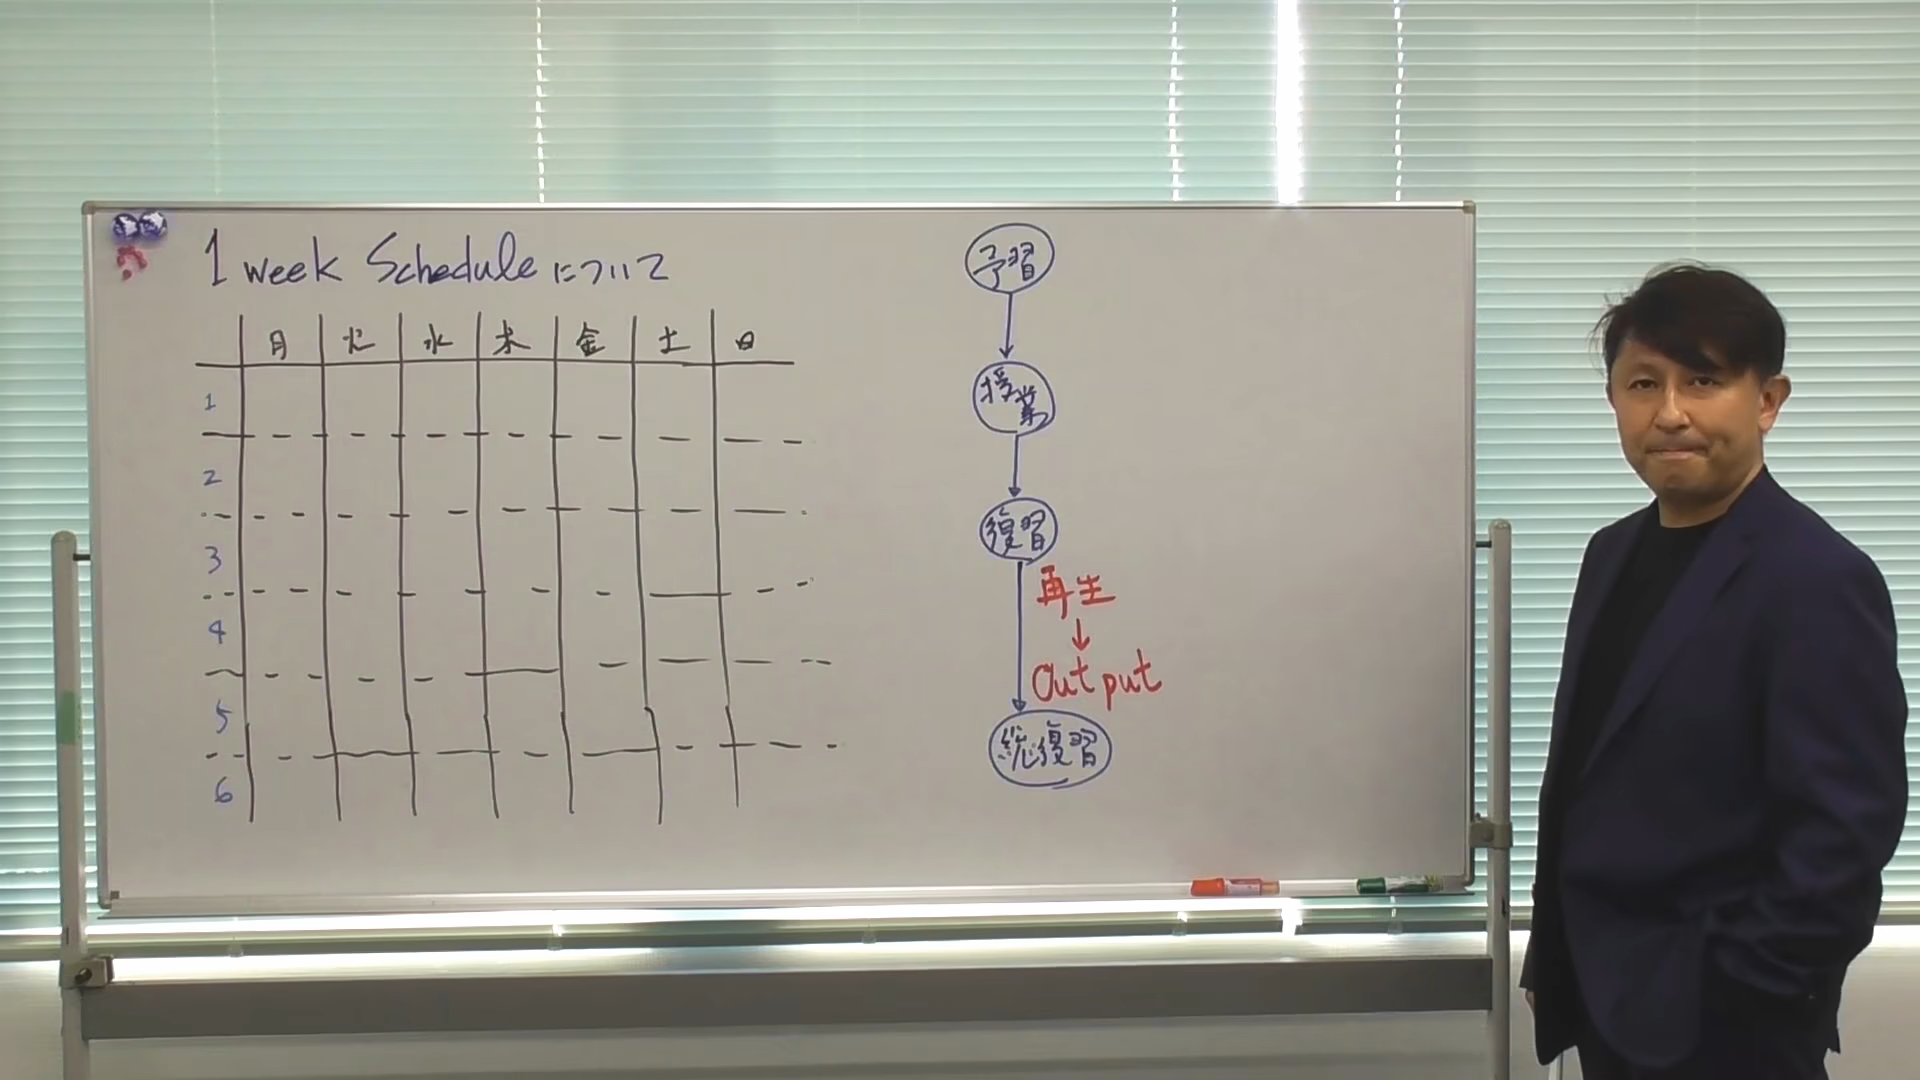 1 week Scheduleについて
月 火 水 木 金 土 日
1
2
3
4
5
6
予習
授業
復習
再生
↓
Output
総復習